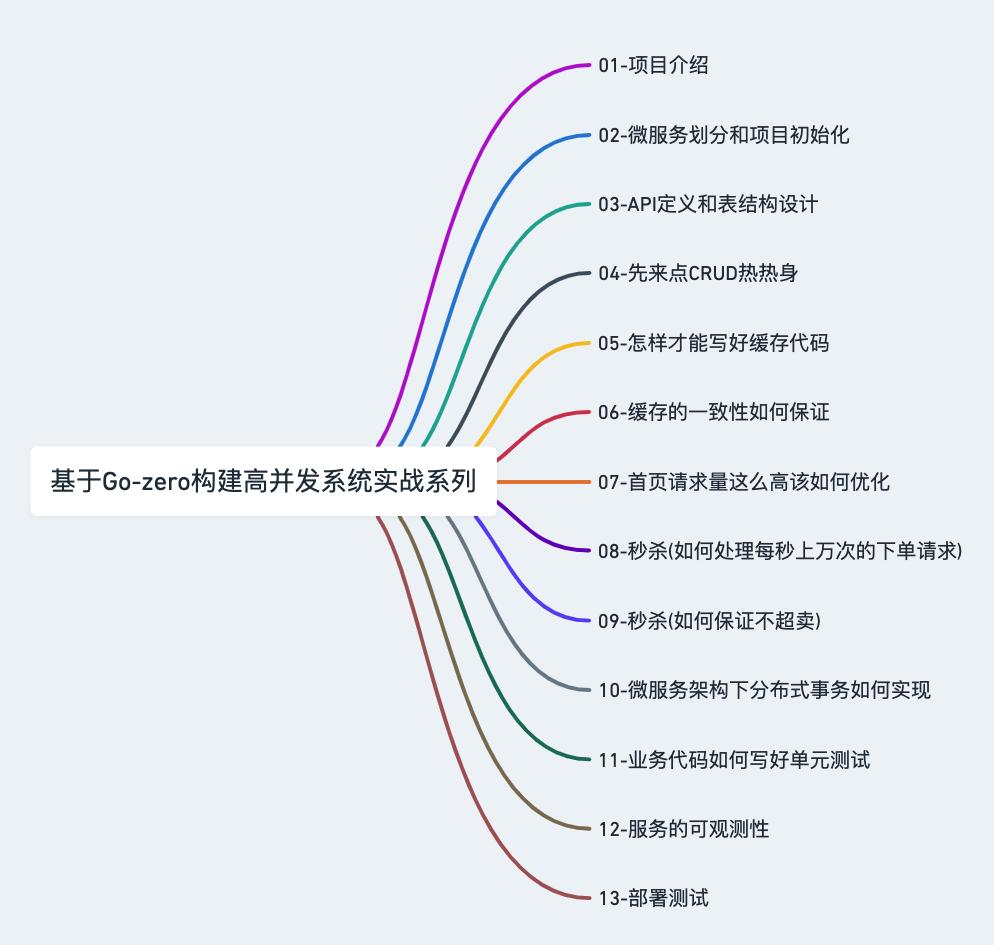 01-项目介绍
02-微服务划分和项目初始化
03-API定义和表结构设计
04-先来点CRUD热热身
05-怎样才能写好缓存代码
06-缓存的一致性如何保证
基于Go-zero构建高并发系统实战系列
07-首页请求量这么高该如何优化
08-秒杀(如何处理每秒上万次的下单请求)
09-秒杀(如何保证不超卖)
10-微服务架构下分布式事务如何实现
11-业务代码如何写好单元测试
12-服务的可观测性
13-部署测试